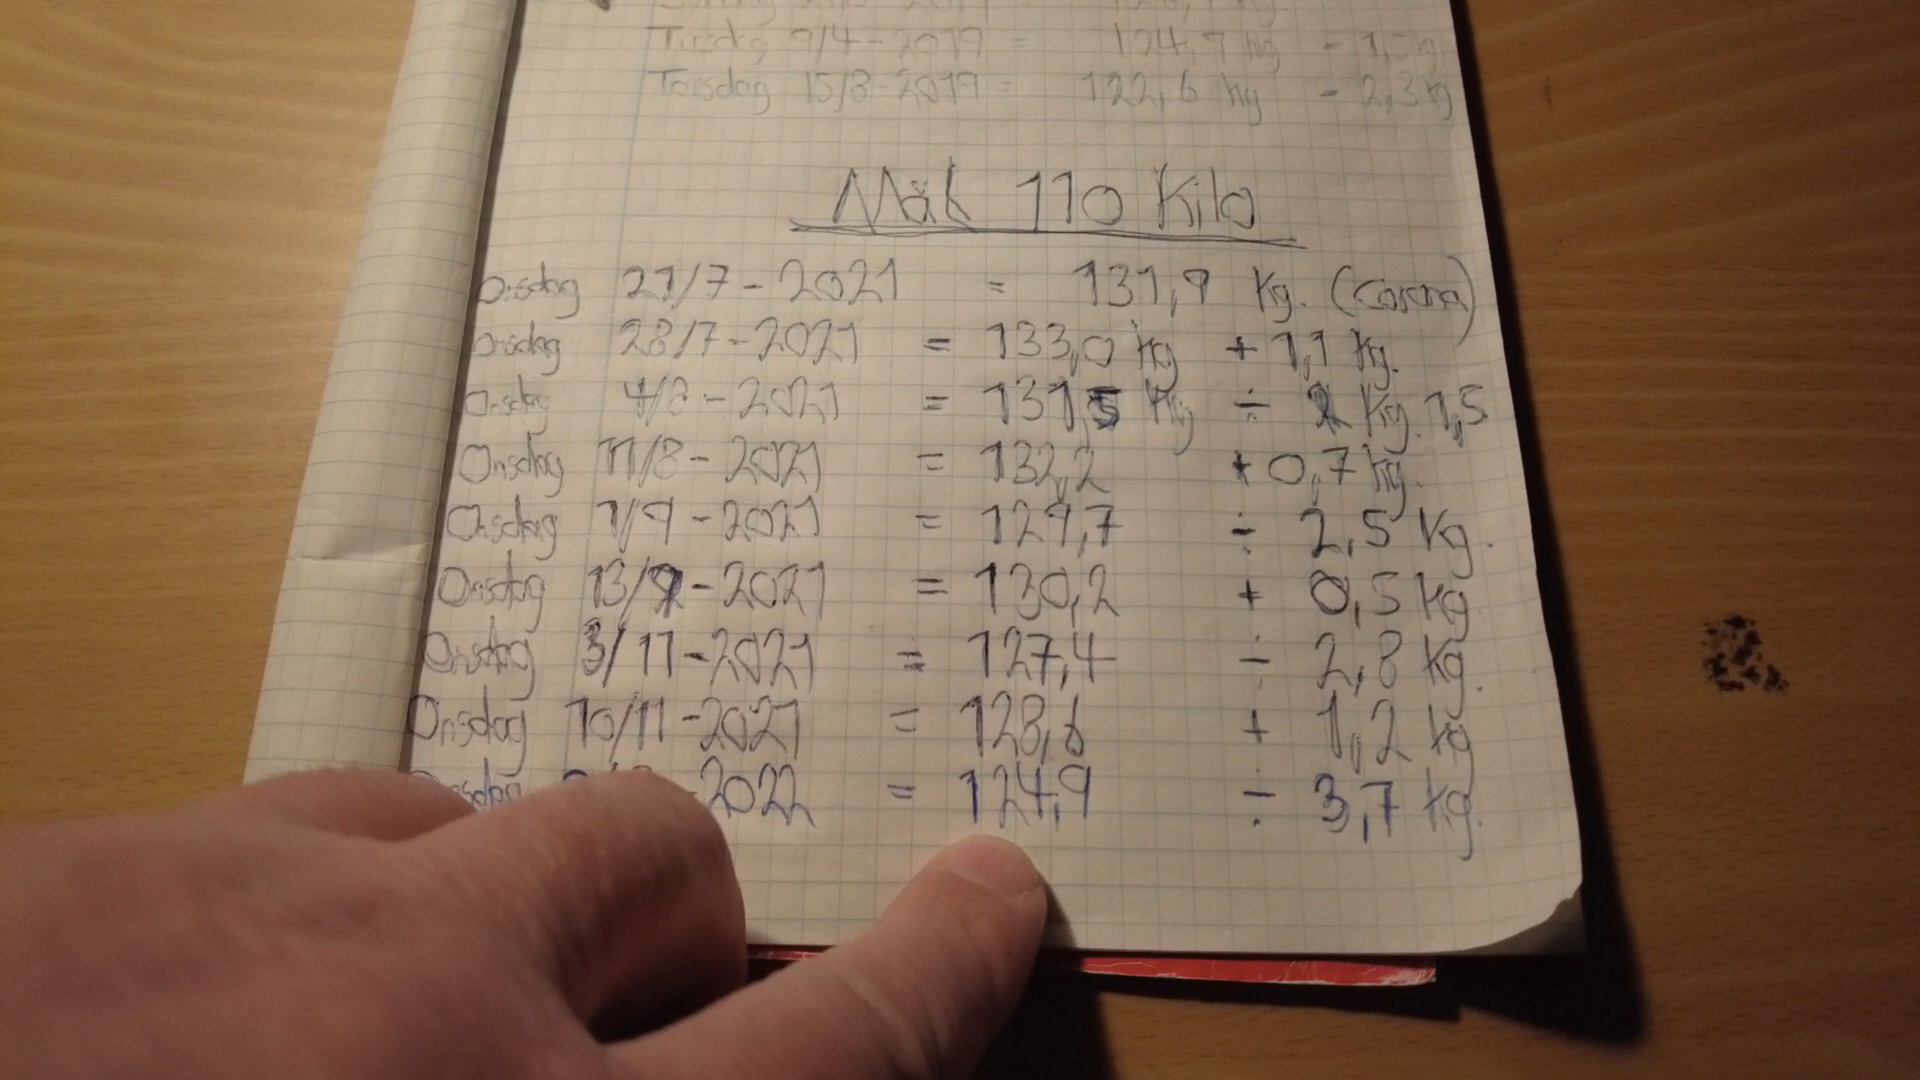 Tisdag 9/4-2019 = 124,9 kg - 1,5kg
Torsdag 15/8-2019 = 122,6 kg - 2,3kg
Mål 110 Kilo
Onsdag 21/7-2021 = 131,9 Kg. (Corona)
Onsdag 28/7-2021 = 133,0 kg + 1,1 kg.
Onsdag 4/8-2021 = 131,5 Kg ÷ Kg. 1,5
Onsdag 11/8-2021 = 132,2 + 0,7 kg.
Onsdag 1/9-2021 = 129,7 ÷ 2,5 Kg.
Onsdag 13/9-2021 = 130,2 + 0,5 Kg
Onsdag 3/11-2021 = 127,4 ÷ 2,8 Kg.
Onsdag 10/11-2021 = 128,6 + 1,2 kg
-2022 = 124,9 ÷ 3,7 kg.